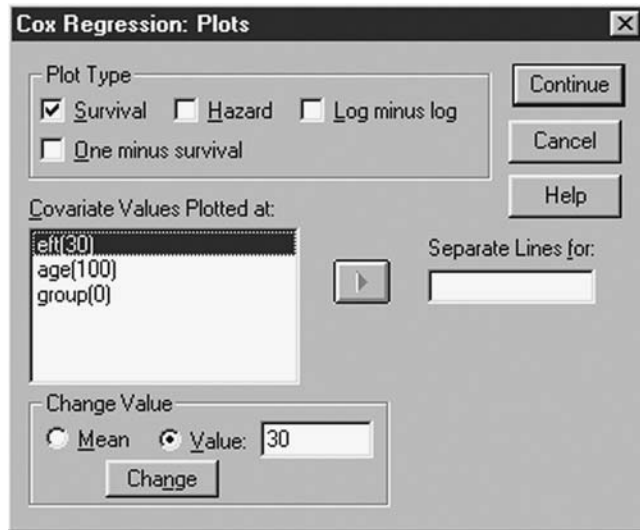 Cox Regression: Plots
Plot Type
Survival Hazard Log minus log
One minus survival
Continue
Cancel
Help
Covariate Values Plotted at:
eft(30)
age(100)
group(0)
Separate Lines for:
Change Value
Mean Value: 30
Change